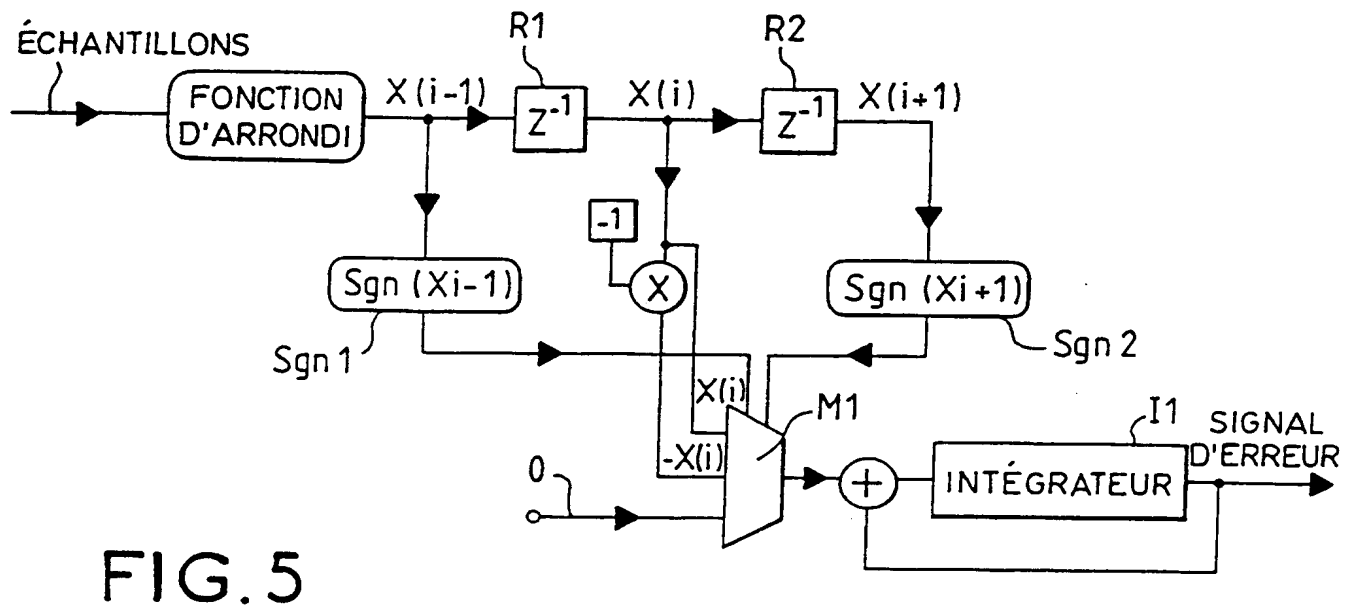 ÉCHANTILLONS
R1
R2
FONCTION
D'ARRONDI
X(i-1)
Z⁻¹
X(i)
Z⁻¹
X(i+1)
-1
X
Sgn (Xi-1)
Sgn (Xi+1)
Sgn 1
Sgn 2
X(i)
M1
-X(i)
0
+
I1
INTÉGRATEUR
SIGNAL
D'ERREUR
FIG. 5